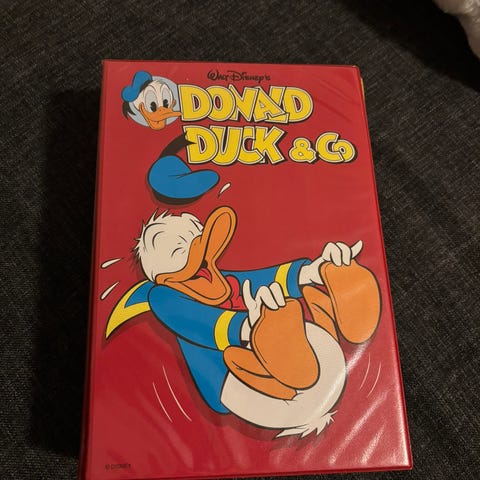 Walt Disney's
DONALD
DUCK & Co
© DISNEY